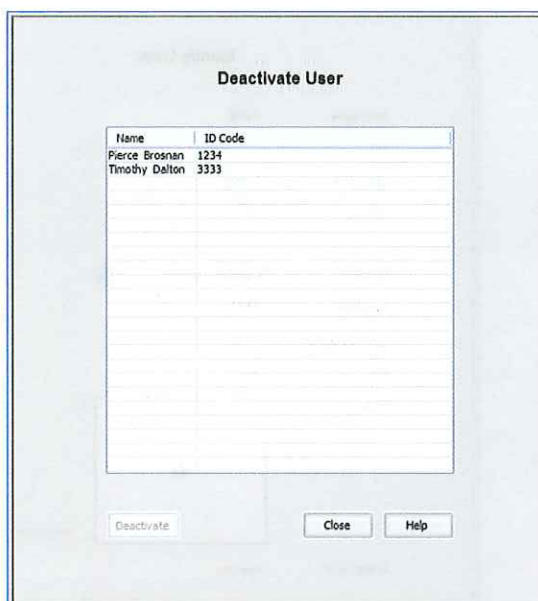 Deactivate User
Name ID Code
Pierce Brosnan 1234
Timothy Dalton 3333
Deactivate Close Help